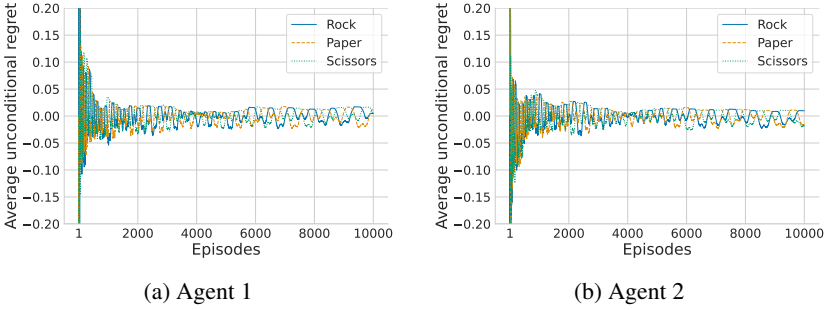 Average unconditional regret
0.20
0.15
0.10
0.05
0.00
−0.05
−0.10
−0.15
−0.20
Rock
Paper
Scissors
1 2000 4000 6000 8000 10000
Episodes
(a) Agent 1
Average unconditional regret
0.20
0.15
0.10
0.05
0.00
−0.05
−0.10
−0.15
−0.20
Rock
Paper
Scissors
1 2000 4000 6000 8000 10000
Episodes
(b) Agent 2